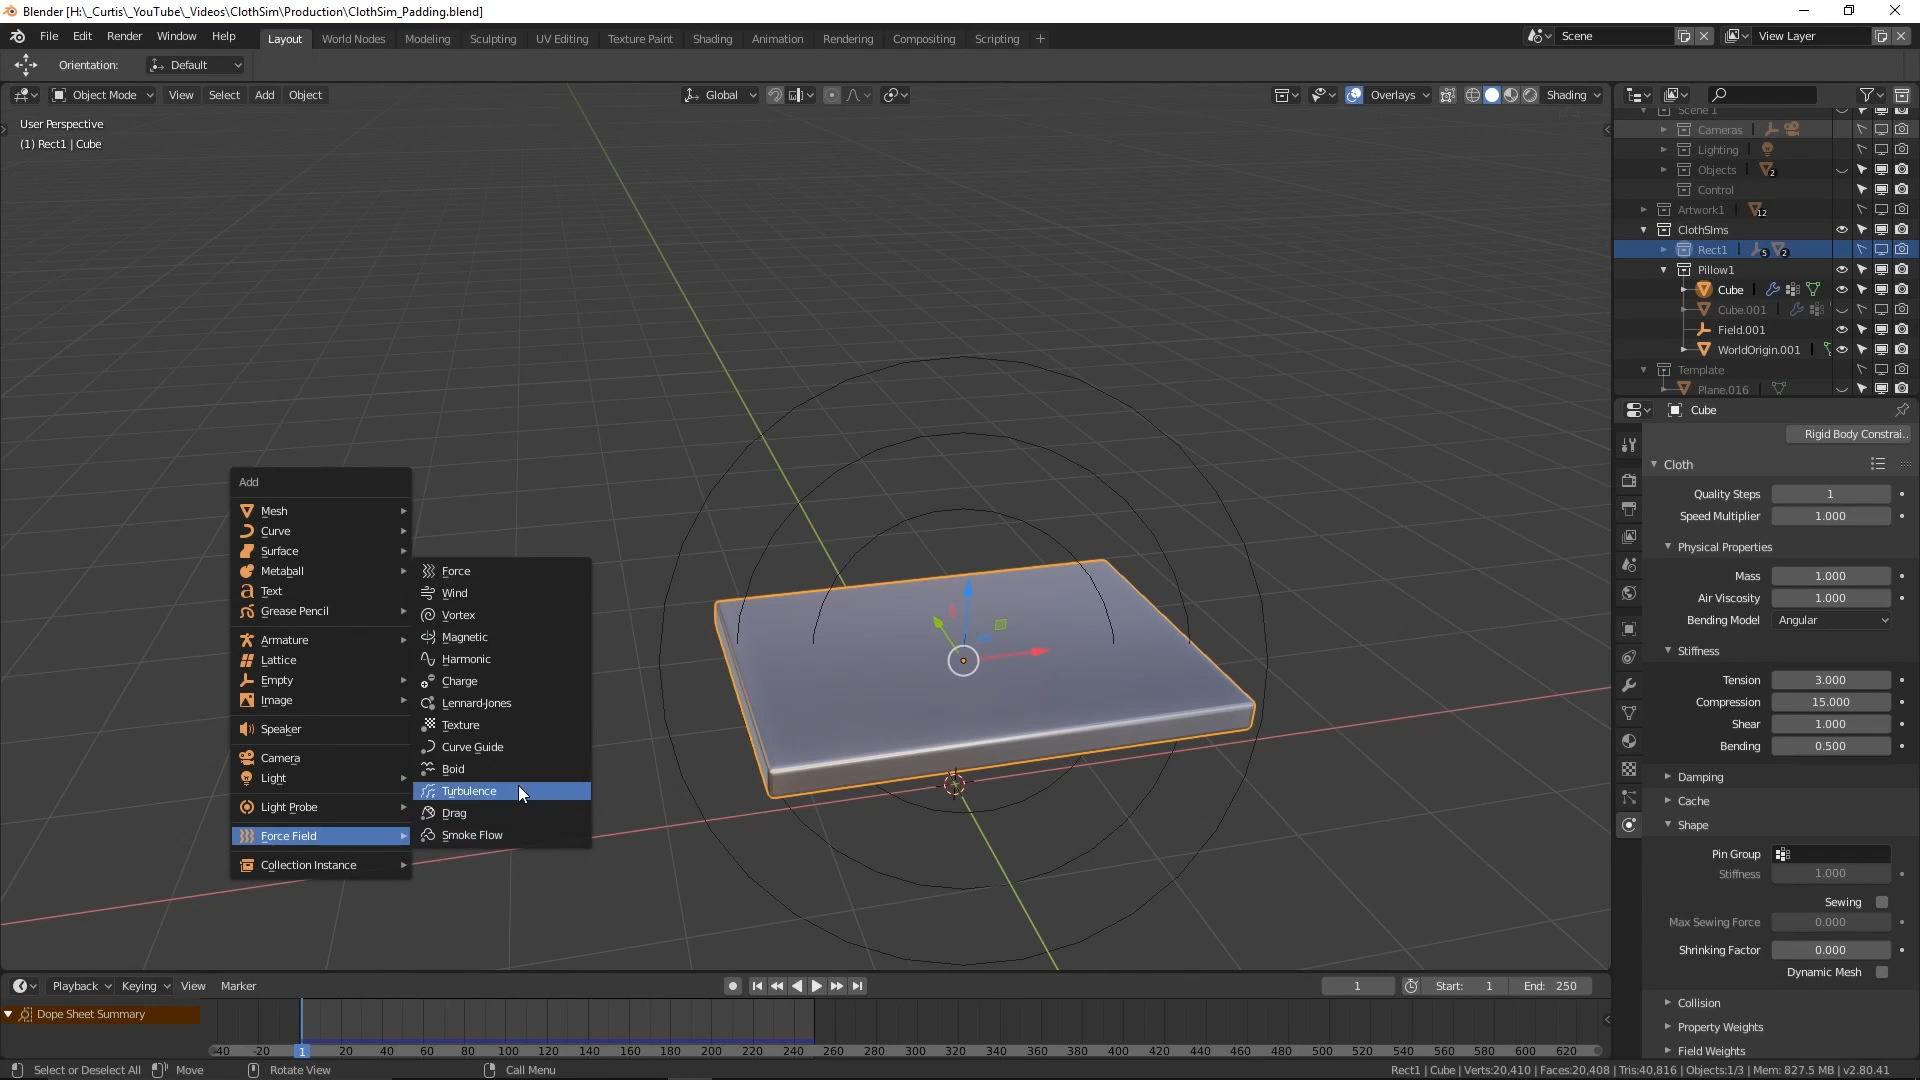 Blender [H:\_Curtis\_YouTube\_Videos\ClothSim\Production\ClothSim_Padding.blend]
File Edit Render Window Help Layout World Nodes Modeling Sculpting UV Editing Texture Paint Shading Animation Rendering Compositing Scripting + Scene View Layer
Orientation: Default
Object Mode View Select Add Object Global Overlays Shading
User Perspective
(1) Rect1 | Cube
Scene 1
Cameras
Lighting
Objects 2
Control
Artwork1 12
ClothSIms
Rect1 5 2
Pillow1
Cube
Cube.001
Field.001
WorldOrigin.001
Template
Plane.016
Cube
Rigid Body Constrai..
Cloth
Quality Steps 1
Speed Multiplier 1.000
Physical Properties
Mass 1.000
Air Viscosity 1.000
Bending Model Angular
Stiffness
Tension 3.000
Compression 15.000
Shear 1.000
Bending 0.500
Damping
Cache
Shape
Pin Group
Stiffness 1.000
Sewing
Max Sewing Force 0.000
Shrinking Factor 0.000
Dynamic Mesh
Collision
Property Weights
Field Weights
Add
Mesh
Curve
Surface
Metaball
Text
Grease Pencil
Armature
Lattice
Empty
Image
Speaker
Camera
Light
Light Probe
Force Field
Collection Instance
Force
Wind
Vortex
Magnetic
Harmonic
Charge
Lennard-Jones
Texture
Curve Guide
Boid
Turbulence
Drag
Smoke Flow
Playback Keying View Marker 1 Start: 1 End: 250
Dope Sheet Summary
-40 -20 1 20 40 60 80 100 120 140 160 180 200 220 240 260 280 300 320 340 360 380 400 420 440 460 480 500 520 540 560 580 600 620
Select or Deselect All Move Rotate View Call Menu Rect1 | Cube | Verts:20,410 | Faces:20,408 | Tris:40,816 | Objects:1/3 | Mem: 827.5 MB | v2.80.41